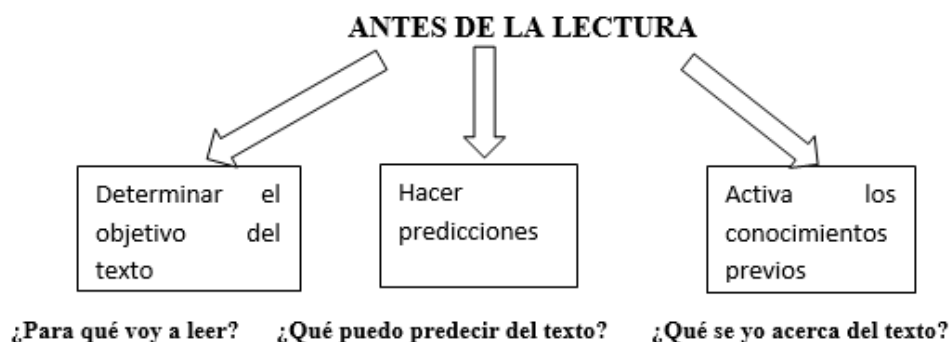 ANTES DE LA LECTURA
Determinar el
objetivo del
texto
Hacer
predicciones
Activa los
conocimientos
previos
¿Para qué voy a leer?
¿Qué puedo predecir del texto?
¿Qué se yo acerca del texto?